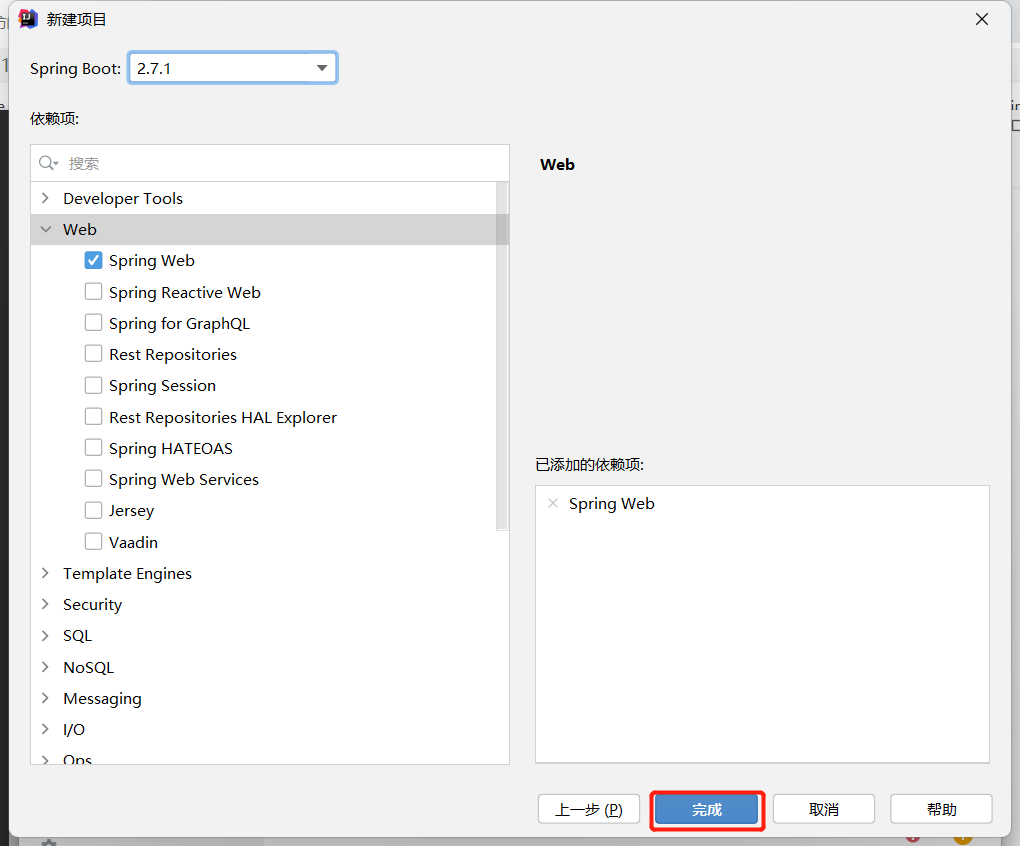 新建项目
Spring Boot: 2.7.1
依赖项:
搜索
Developer Tools
Web
Spring Web
Spring Reactive Web
Spring for GraphQL
Rest Repositories
Spring Session
Rest Repositories HAL Explorer
Spring HATEOAS
Spring Web Services
Jersey
Vaadin
Template Engines
Security
SQL
NoSQL
Messaging
I/O
Ops
Web
已添加的依赖项:
Spring Web
上一步 (P)
完成
取消
帮助